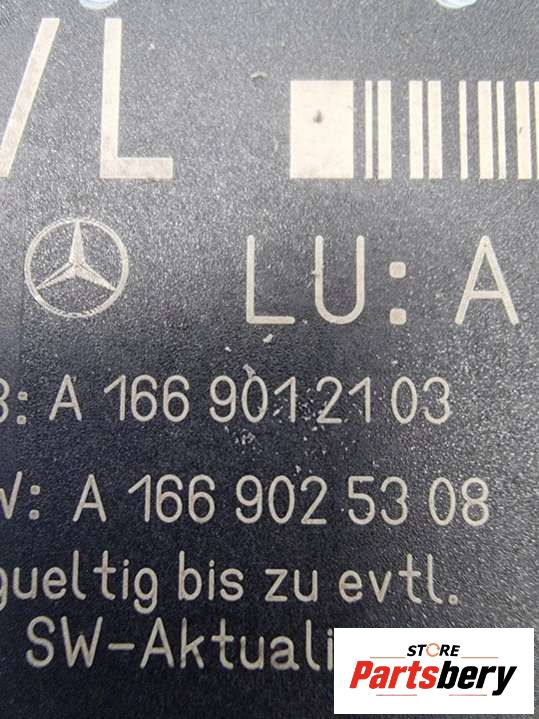 /L
LU: A
B: A 166 901 21 03
W: A 166 902 53 08
gueltig bis zu evtl.
SW-Aktuali
STORE
Partsbery